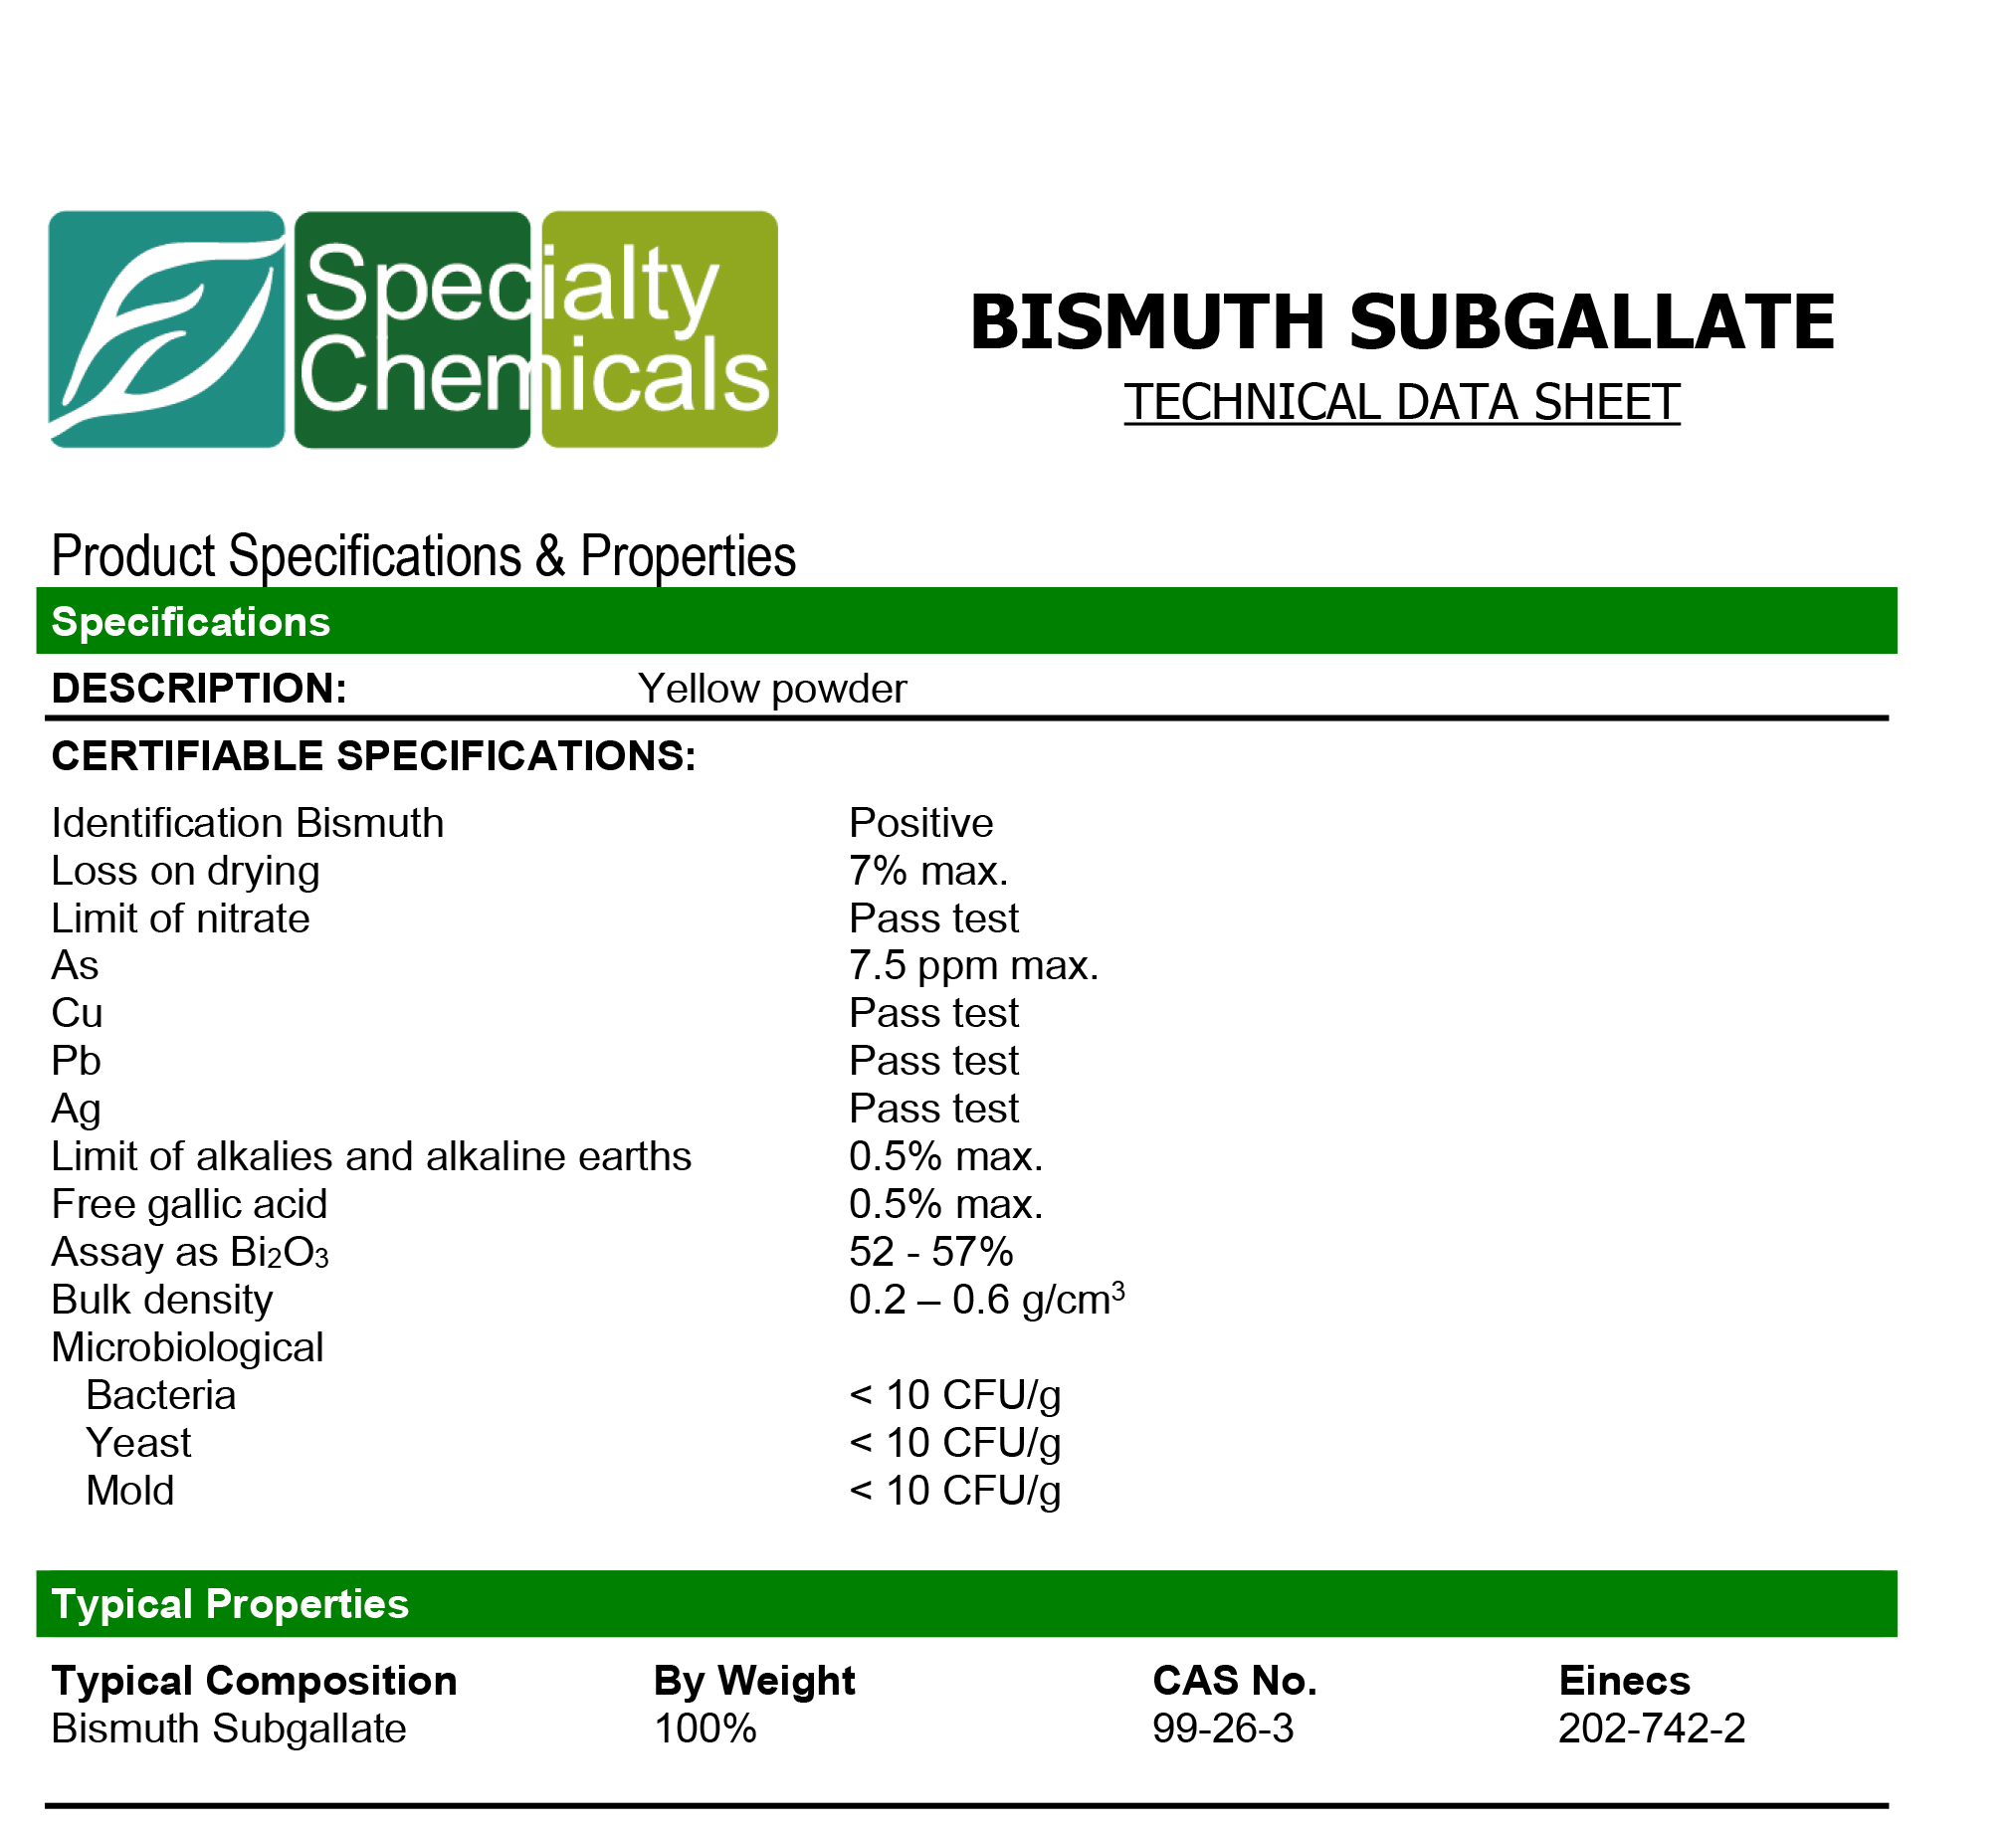 Specialty
Chemicals
BISMUTH SUBGALLATE
TECHNICAL DATA SHEET
Product Specifications & Properties
Specifications
DESCRIPTION: Yellow powder
CERTIFIABLE SPECIFICATIONS:
Identification Bismuth Positive
Loss on drying 7% max.
Limit of nitrate Pass test
As 7.5 ppm max.
Cu Pass test
Pb Pass test
Ag Pass test
Limit of alkalies and alkaline earths 0.5% max.
Free gallic acid 0.5% max.
Assay as Bi₂O₃ 52 - 57%
Bulk density 0.2 – 0.6 g/cm³
Microbiological
Bacteria < 10 CFU/g
Yeast < 10 CFU/g
Mold < 10 CFU/g
Typical Properties
Typical Composition By Weight CAS No. Einecs
Bismuth Subgallate 100% 99-26-3 202-742-2